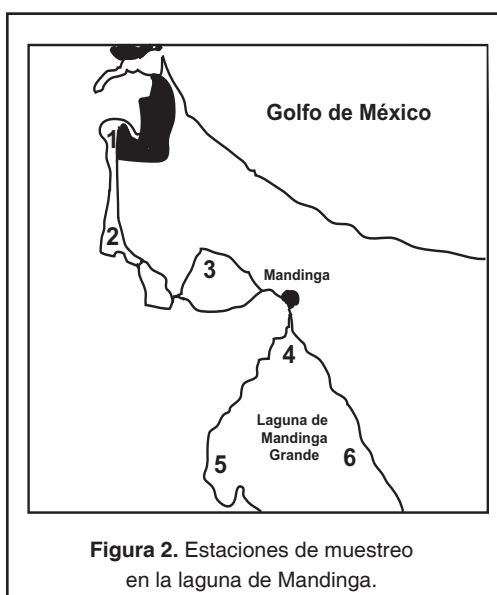 Golfo de México
1
2
3
Mandinga
4
Laguna de
Mandinga
Grande
5
6
Figura 2. Estaciones de muestreo
en la laguna de Mandinga.